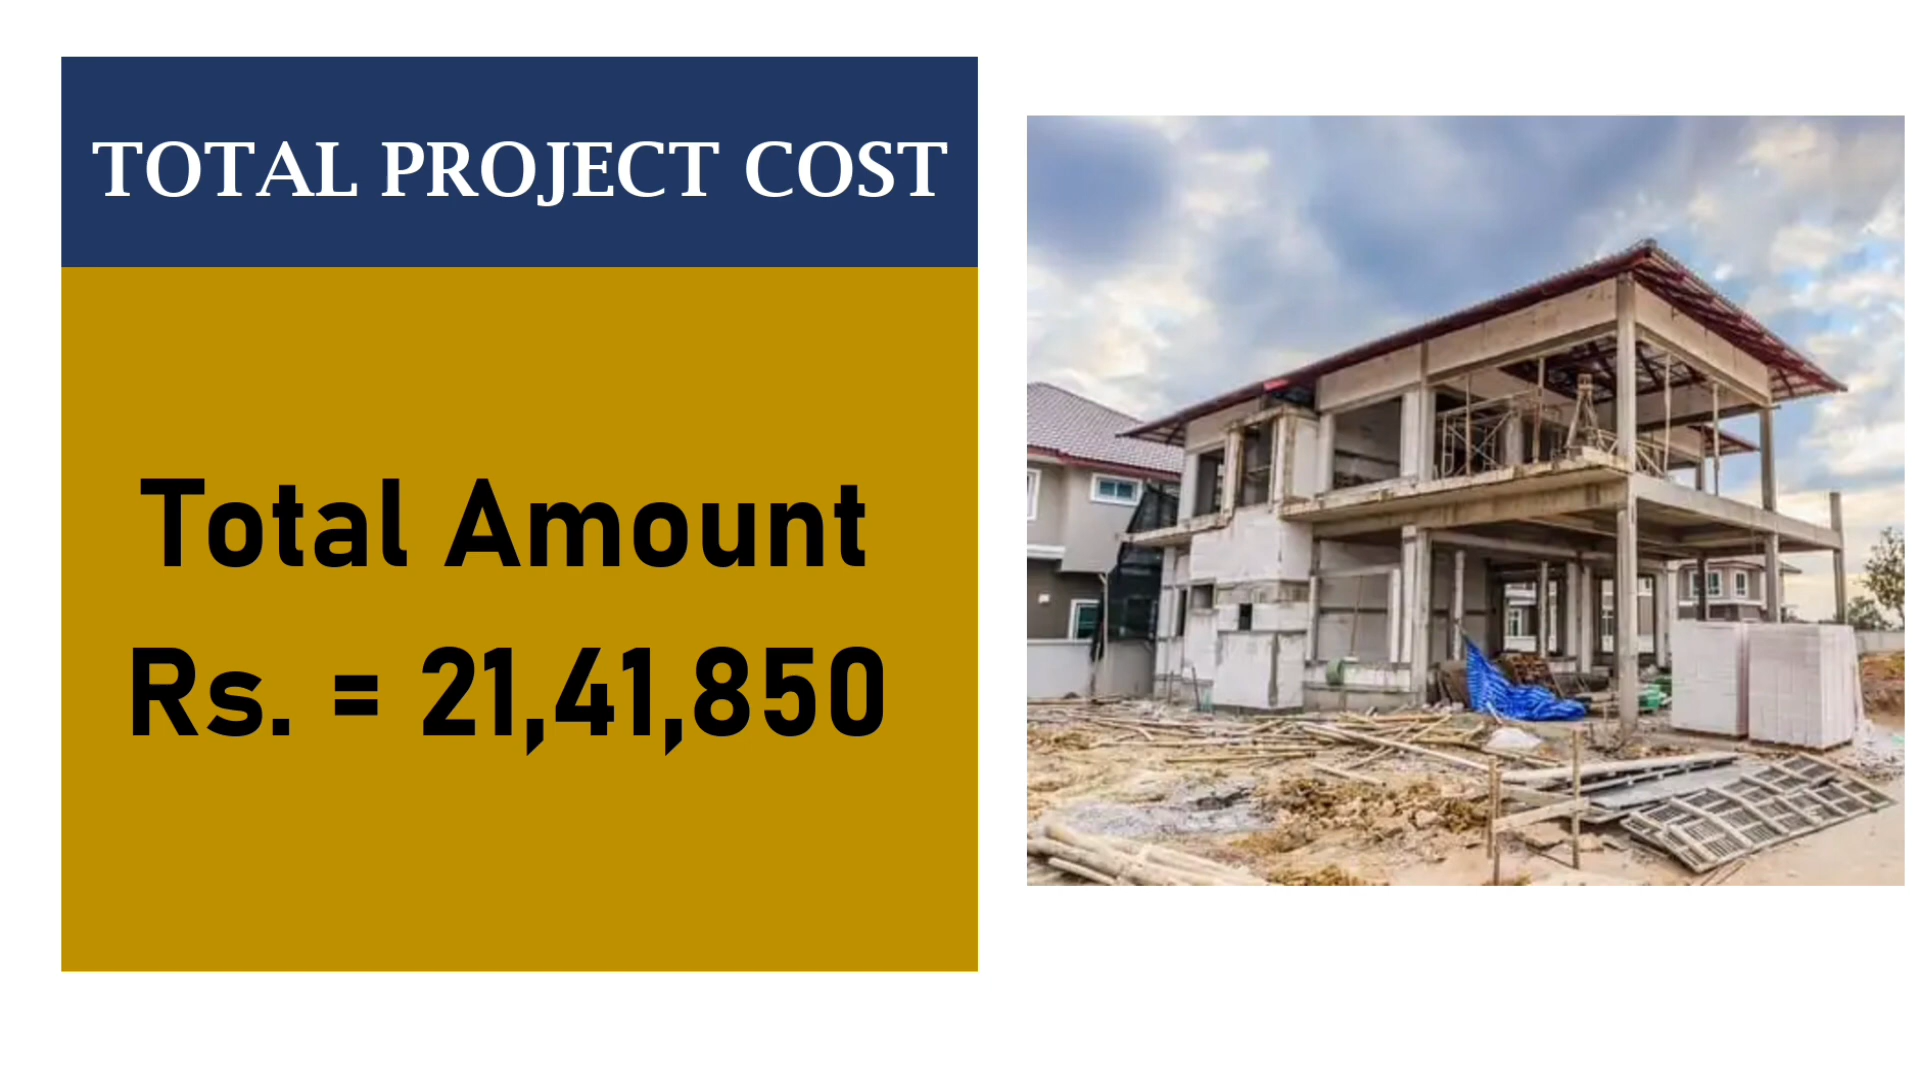 TOTAL PROJECT COST
Total Amount
Rs. = 21,41,850